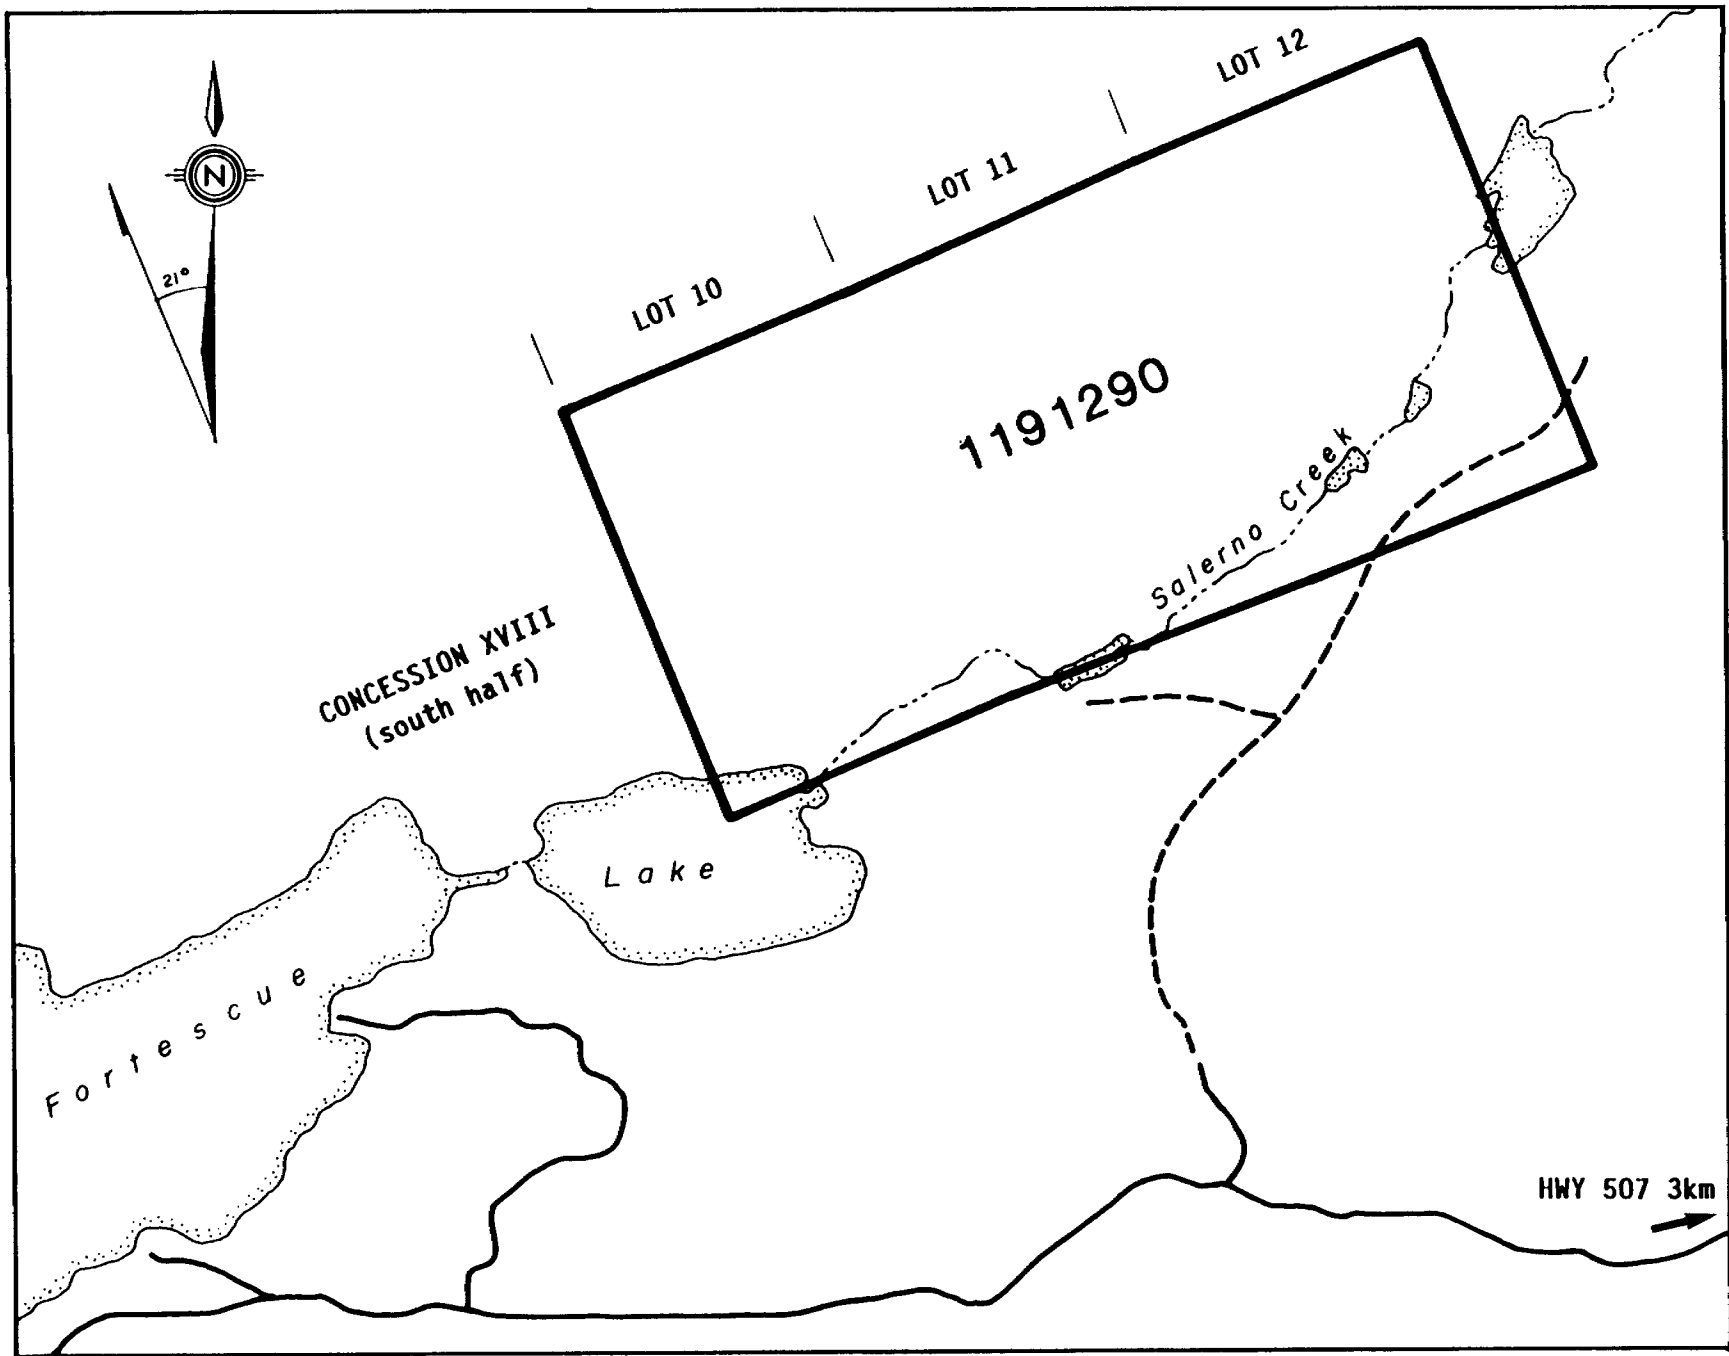 LOT 12
LOT 11
LOT 10
N
21°
1191290
Salerno Creek
CONCESSION XVIII
(south half)
Fortescue Lake
HWY 507 3km